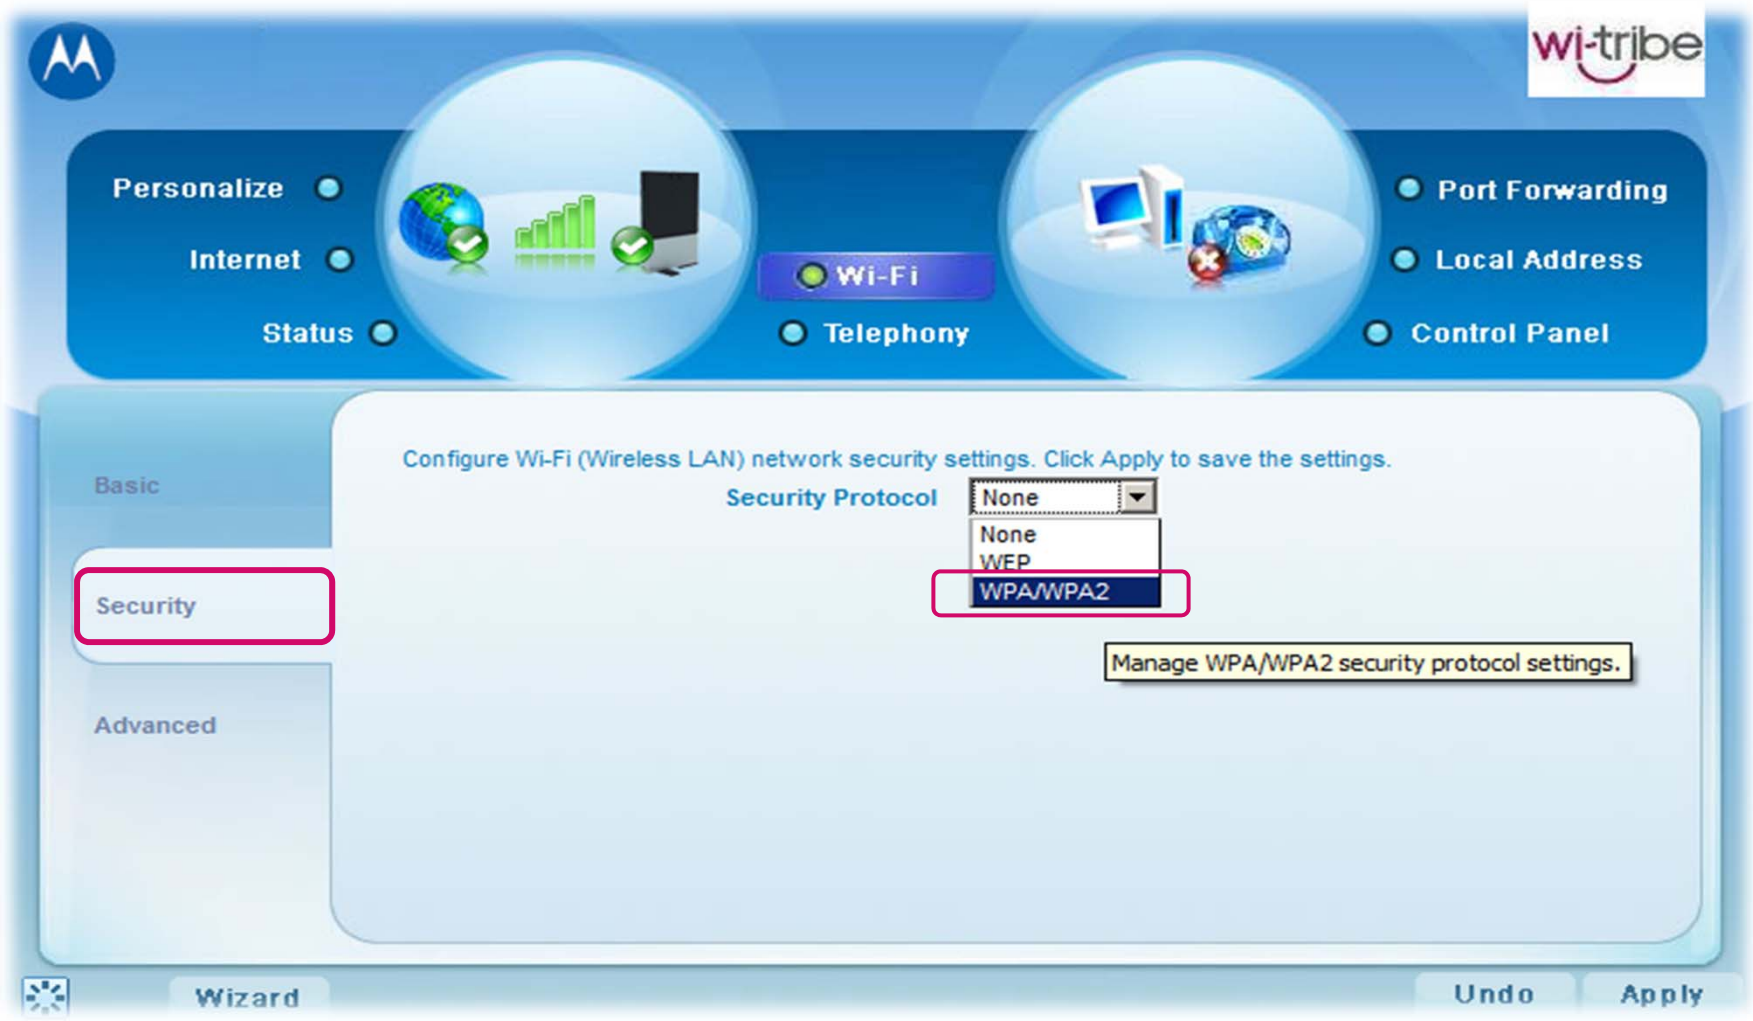 wi-tribe
Personalize
Internet
Status
Wi-Fi
Telephony
Port Forwarding
Local Address
Control Panel
Basic
Security
Advanced
Configure Wi-Fi (Wireless LAN) network security settings. Click Apply to save the settings.
Security Protocol None
None
WEP
WPA/WPA2
Manage WPA/WPA2 security protocol settings.
Wizard
Undo
Apply